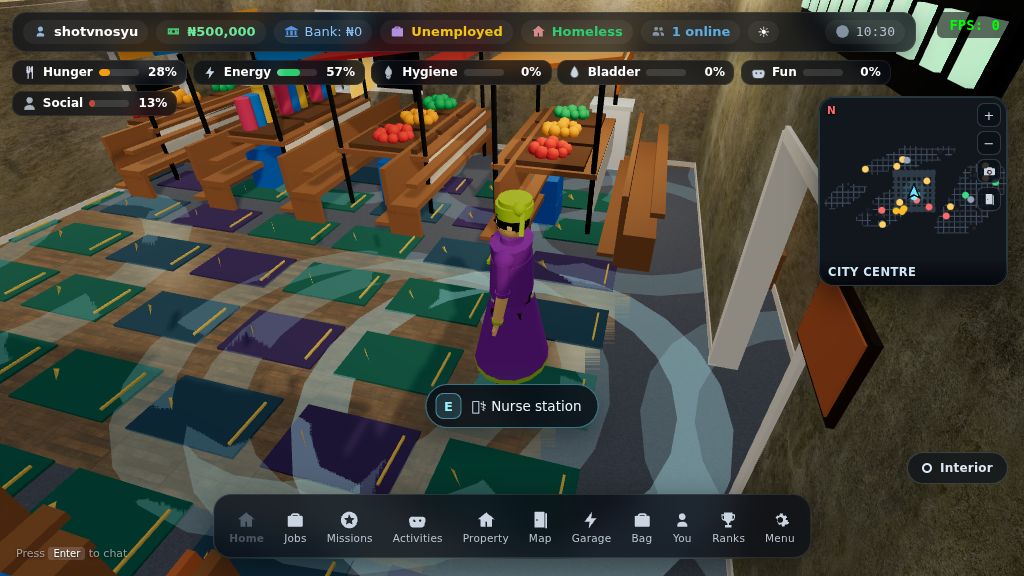 shotvnosyu
₦500,000
Bank: ₦0
Unemployed
Homeless
1 online
10:30
FPS: 0
Hunger 28%
Energy 57%
Hygiene 0%
Bladder 0%
Fun 0%
Social 13%
N
+
−
CITY CENTRE
E Nurse station
Interior
Home
Jobs
Missions
Activities
Property
Map
Garage
Bag
You
Ranks
Menu
Press Enter to chat